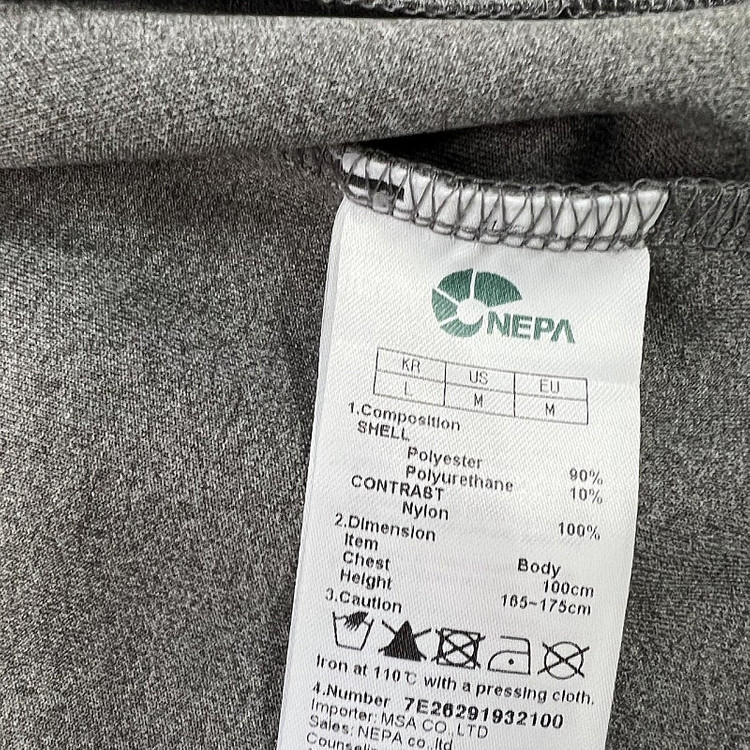 NEPA
KR US EU
L M M
1.Composition
SHELL
Polyester 90%
Polyurethane 10%
CONTRAST
Nylon 100%
2.Dimension
Item Body
Chest 100cm
Height 165~175cm
3.Caution
Iron at 110℃ with a pressing cloth.
4.Number 7E26291932100
Importer: MSA CO.,LTD
Sales: NEPA co.,ltd